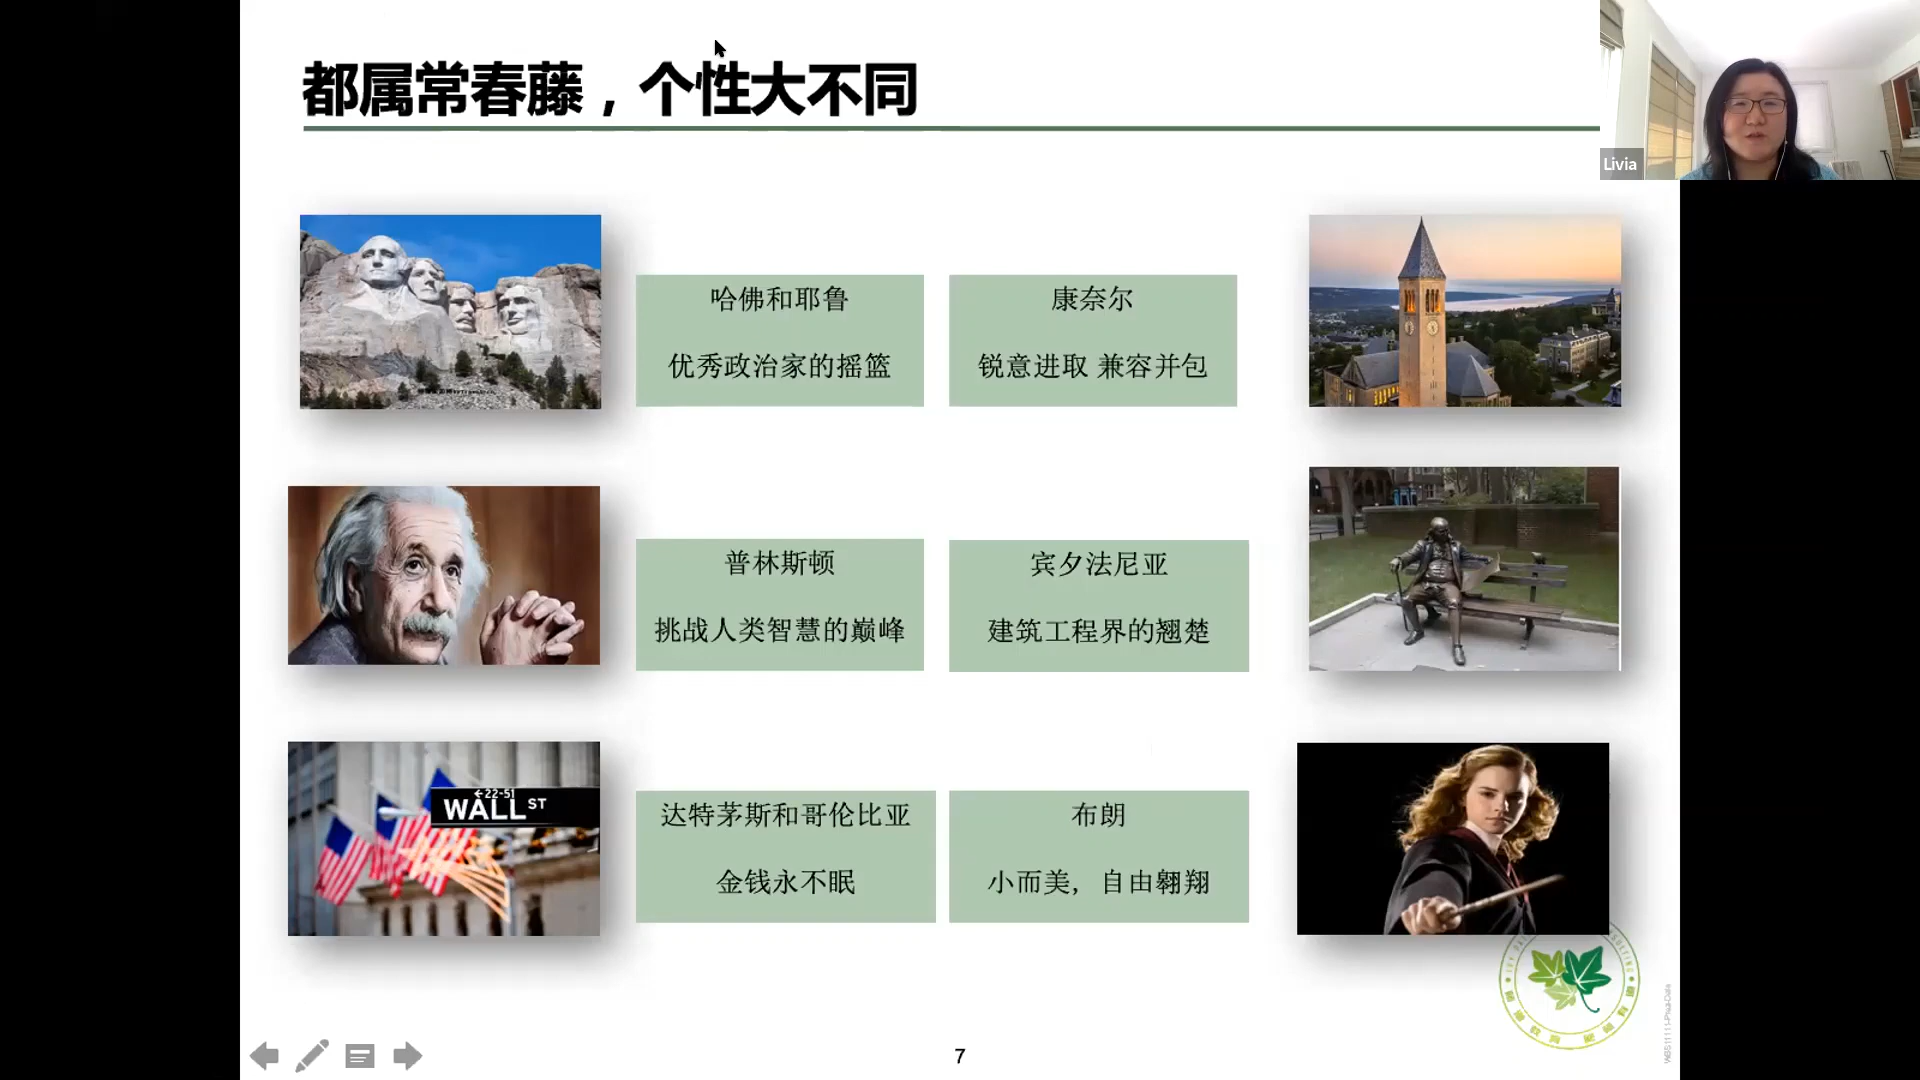 都属常春藤，个性大不同
Livia
哈佛和耶鲁
优秀政治家的摇篮
康奈尔
锐意进取 兼容并包
普林斯顿
挑战人类智慧的巅峰
宾夕法尼亚
建筑工程界的翘楚
←22-51
WALL ST
达特茅斯和哥伦比亚
金钱永不眠
布朗
小而美，自由翱翔
7